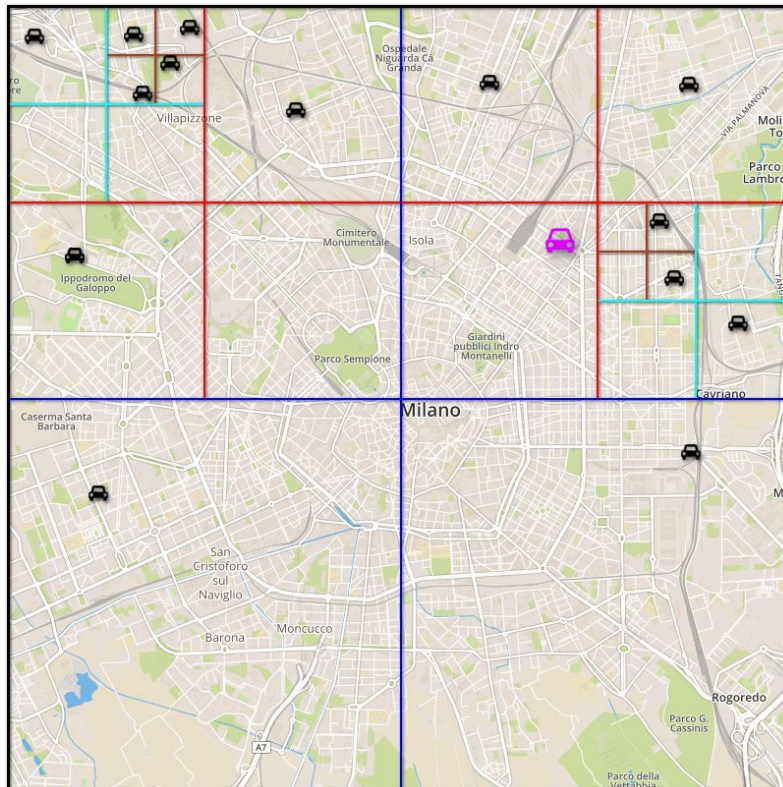 Ospedale
Niguarda Cà
Granda
VIA PALMANOVA
Villapizzone
Parco
Lambro
Cimitero
Monumentale
Isola
Ippodromo del
Galoppo
Giardini
pubblici Indro
Montanelli
Parco Sempione
Cavriano
Milano
Caserma Santa
Barbara
San
Cristoforo
sul
Naviglio
Barona
Moncucco
Rogoredo
Parco G.
Cassinis
A7
Parco della
Vettabbia